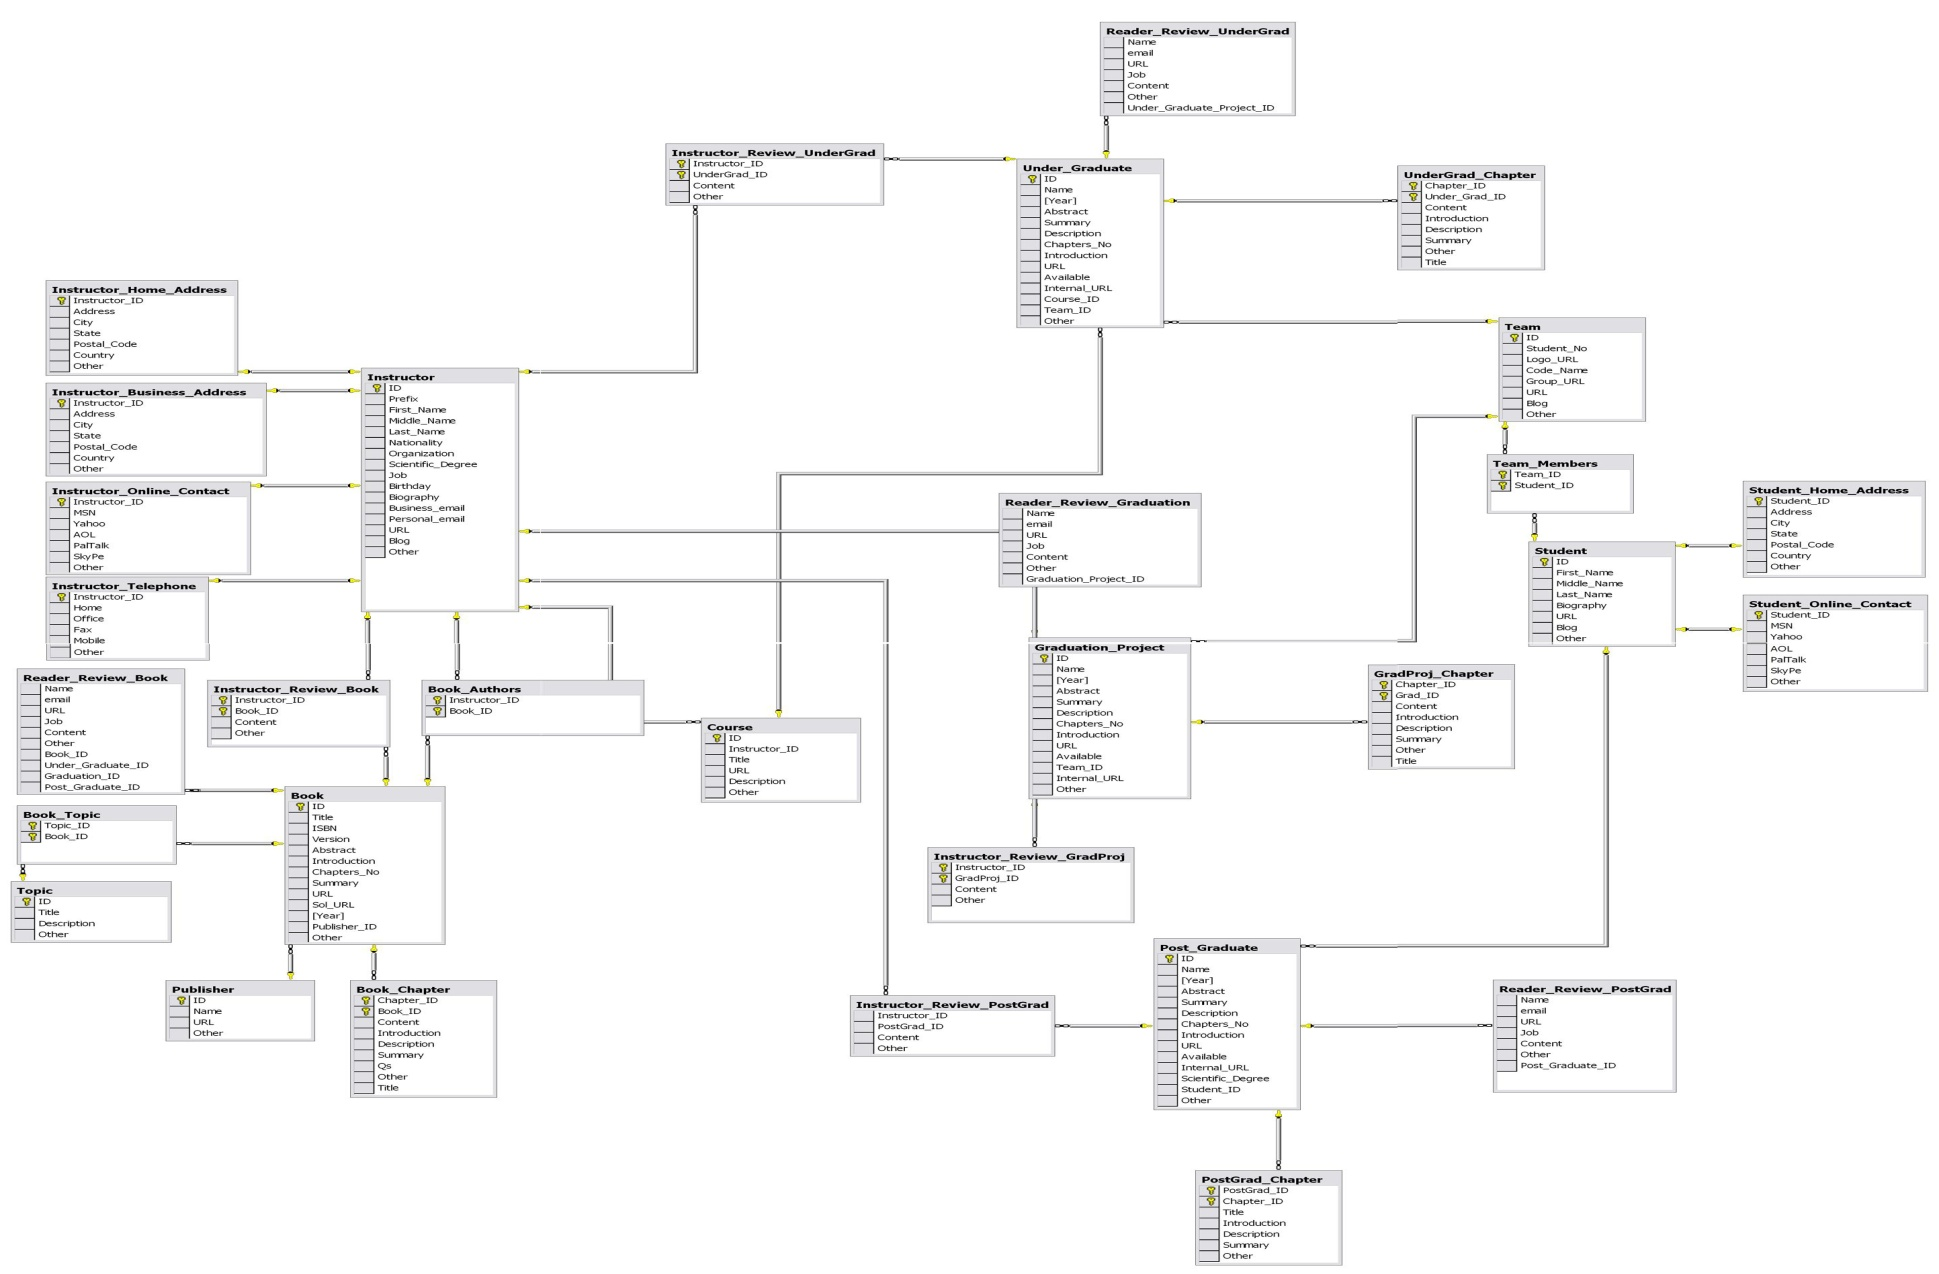 Reader_Review_UnderGrad
Name
email
URL
Job
Content
Other
Under_Graduate_Project_ID
Instructor_Review_UnderGrad
Instructor_ID
UnderGrad_ID
Content
Other
Under_Graduate
ID
Name
[Year]
Abstract
Summary
Description
Chapters_No
Introduction
URL
Available
Internal_URL
Course_ID
Team_ID
Other
UnderGrad_Chapter
Chapter_ID
Under_Grad_ID
Content
Introduction
Description
Summary
Other
Title
Instructor_Home_Address
Instructor_ID
Address
City
State
Postal_Code
Country
Other
Instructor_Business_Address
Instructor_ID
Address
City
State
Postal_Code
Country
Other
Instructor_Online_Contact
Instructor_ID
MSN
Yahoo
AOL
PalTalk
SkyPe
Other
Instructor_Telephone
Instructor_ID
Home
Office
Fax
Mobile
Other
Instructor
ID
Prefix
First_Name
Middle_Name
Last_Name
Nationality
Organization
Scientific_Degree
Job
Birthday
Biography
Business_email
Personal_email
URL
Blog
Other
Team
ID
Student_No
Logo_URL
Code_Name
Group_URL
URL
Blog
Other
Team_Members
Team_ID
Student_ID
Student_Home_Address
Student_ID
Address
City
State
Postal_Code
Country
Other
Student
ID
First_Name
Middle_Name
Last_Name
Biography
URL
Blog
Other
Student_Online_Contact
Student_ID
MSN
Yahoo
AOL
PalTalk
SkyPe
Other
Reader_Review_Graduation
Name
email
URL
Job
Content
Other
Graduation_Project_ID
Graduation_Project
ID
Name
[Year]
Abstract
Summary
Description
Chapters_No
Introduction
URL
Available
Team_ID
Internal_URL
Other
GradProj_Chapter
Chapter_ID
Grad_ID
Content
Introduction
Description
Summary
Other
Title
Reader_Review_Book
Name
email
URL
Job
Content
Other
Book_ID
Under_Graduate_ID
Graduation_ID
Post_Graduate_ID
Instructor_Review_Book
Instructor_ID
Book_ID
Content
Other
Book_Authors
Instructor_ID
Book_ID
Course
ID
Instructor_ID
Title
URL
Description
Other
Book_Topic
Topic_ID
Book_ID
Topic
ID
Title
Description
Other
Book
ID
Title
ISBN
Version
Abstract
Introduction
Chapters_No
Summary
URL
Sol_URL
[Year]
Publisher_ID
Other
Instructor_Review_GradProj
Instructor_ID
GradProj_ID
Content
Other
Publisher
ID
Name
URL
Other
Book_Chapter
Chapter_ID
Book_ID
Content
Introduction
Description
Summary
Qs
Other
Title
Instructor_Review_PostGrad
Instructor_ID
PostGrad_ID
Content
Other
Post_Graduate
ID
Name
[Year]
Abstract
Summary
Description
Chapters_No
Introduction
URL
Available
Internal_URL
Scientific_Degree
Student_ID
Other
Reader_Review_PostGrad
Name
email
URL
Job
Content
Other
Post_Graduate_ID
PostGrad_Chapter
PostGrad_ID
Chapter_ID
Title
Introduction
Description
Summary
Other